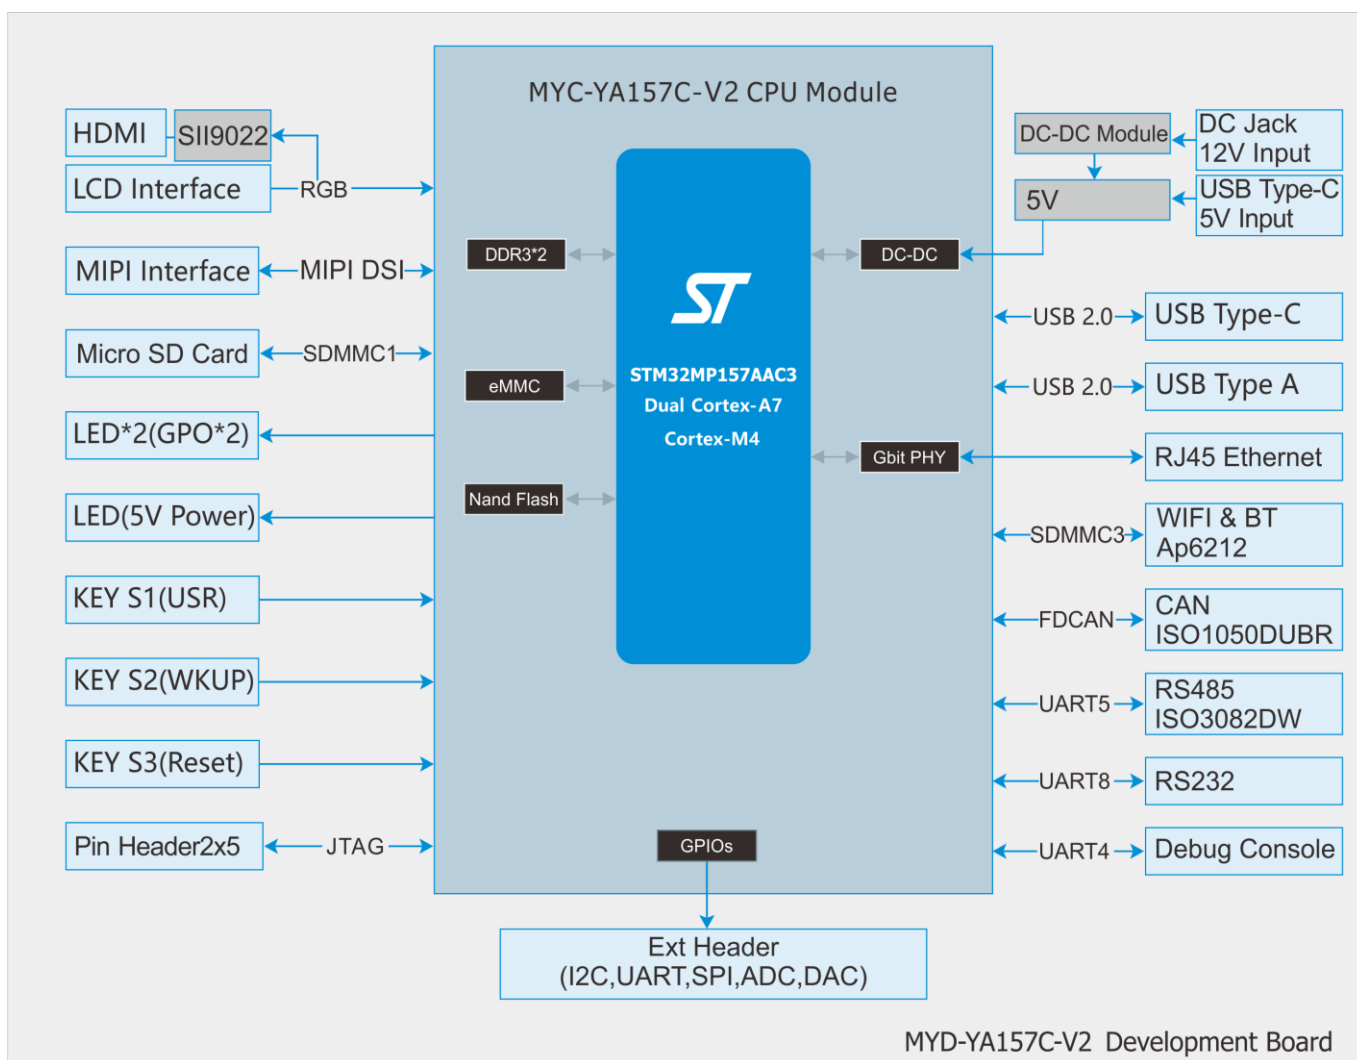 MYC-YA157C-V2 CPU Module
HDMI
SII9022
LCD Interface
RGB
MIPI Interface
MIPI DSI
Micro SD Card
SDMMC1
LED*2(GPO*2)
LED(5V Power)
KEY S1(USR)
KEY S2(WKUP)
KEY S3(Reset)
Pin Header2x5
JTAG
DDR3*2
eMMC
Nand Flash
ST
STM32MP157AAC3
Dual Cortex-A7
Cortex-M4
DC-DC
Gbit PHY
GPIOs
DC-DC Module
DC Jack
12V Input
5V
USB Type-C
5V Input
USB 2.0
USB Type-C
USB 2.0
USB Type A
RJ45 Ethernet
SDMMC3
WIFI & BT
Ap6212
FDCAN
CAN
ISO1050DUBR
UART5
RS485
ISO3082DW
UART8
RS232
UART4
Debug Console
Ext Header
(I2C,UART,SPI,ADC,DAC)
MYD-YA157C-V2 Development Board